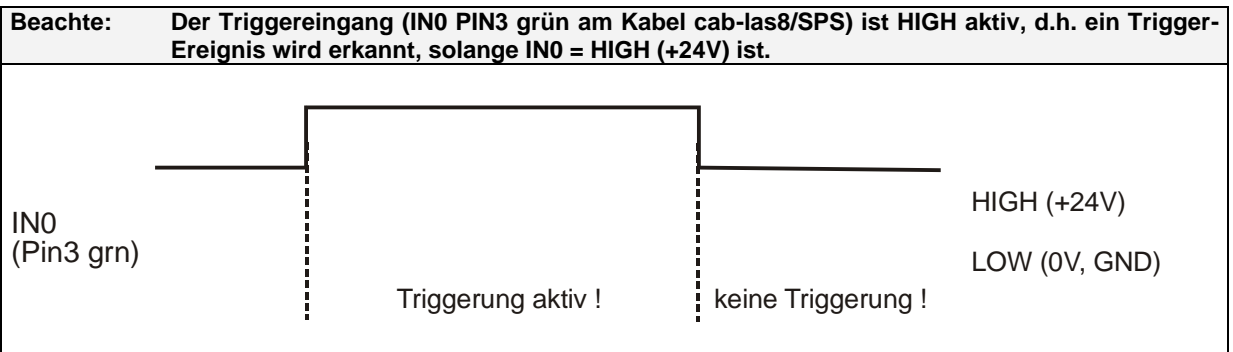 Beachte: Der Triggereingang (IN0 PIN3 grün am Kabel cab-las8/SPS) ist HIGH aktiv, d.h. ein Trigger-
Ereignis wird erkannt, solange IN0 = HIGH (+24V) ist.
HIGH (+24V)
IN0
(Pin3 grn)
LOW (0V, GND)
Triggerung aktiv !
keine Triggerung !